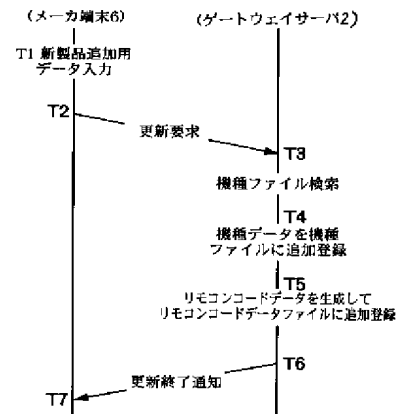 (メーカ端末6)
(ゲートウェイサーバ2)
T1 新製品追加用
データ入力
T2
更新要求
T3
機種ファイル検索
T4
機種データを機種
ファイルに追加登録
T5
リモコンコードデータを生成して
リモコンコードデータファイルに追加登録
T6
更新終了通知
T7